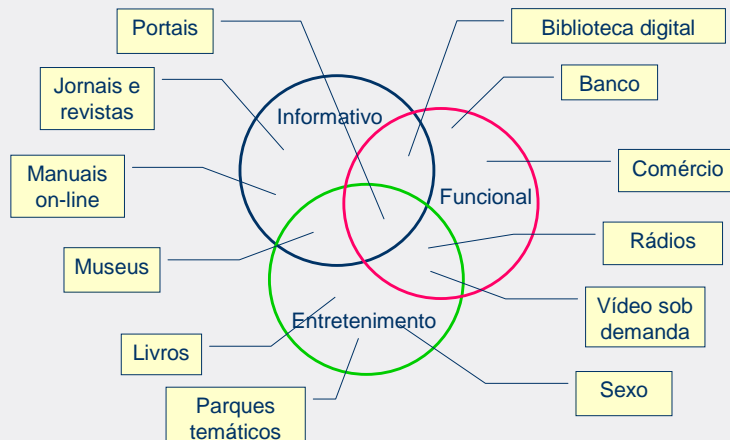 Portais
Biblioteca digital
Jornais e
revistas
Informativo
Banco
Manuais
on-line
Funcional
Comércio
Museus
Rádios
Entretenimento
Vídeo sob
demanda
Livros
Sexo
Parques
temáticos